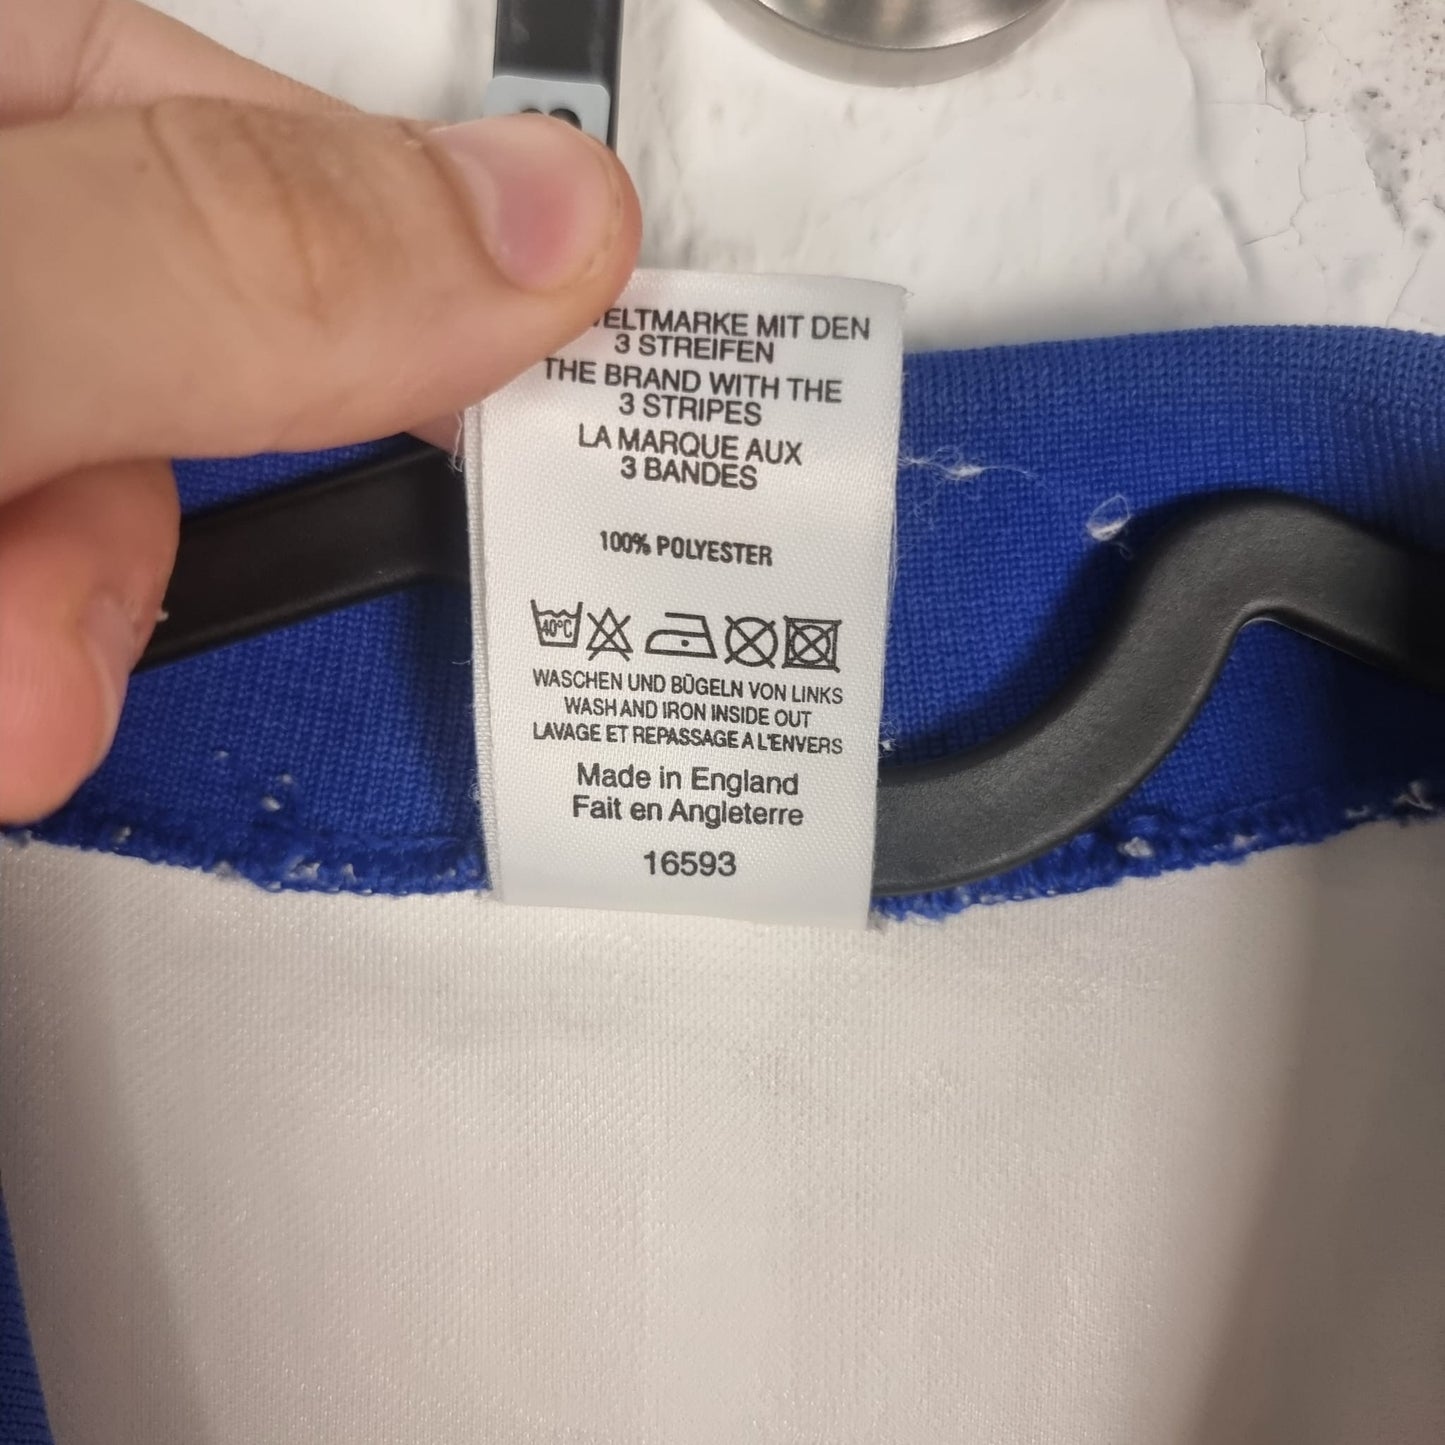 MIT DEN
3 STREIFEN
THE BRAND WITH THE
3 STRIPES
LA MARQUE AUX
3 BANDES
100% POLYESTER
40°C
WASCHEN UND BÜGELN VON LINKS
WASH AND IRON INSIDE OUT
LAVAGE ET REPASSAGE A L'ENVERS
Made in England
Fait en Angleterre
16593